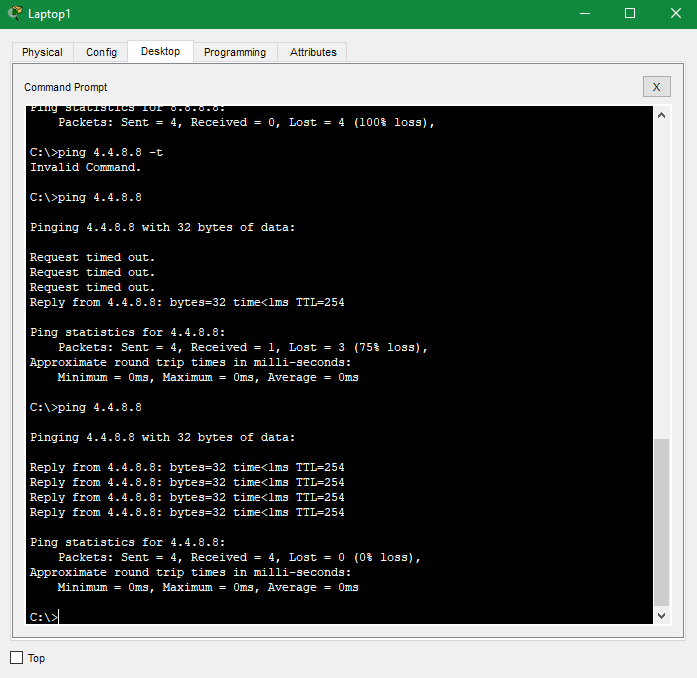 Laptop1
Physical Config Desktop Programming Attributes
Command Prompt
X
Ping statistics for 8.8.8.8:
    Packets: Sent = 4, Received = 0, Lost = 4 (100% loss),

C:\>ping 4.4.8.8 -t
Invalid Command.

C:\>ping 4.4.8.8

Pinging 4.4.8.8 with 32 bytes of data:

Request timed out.
Request timed out.
Request timed out.
Reply from 4.4.8.8: bytes=32 time<1ms TTL=254

Ping statistics for 4.4.8.8:
    Packets: Sent = 4, Received = 1, Lost = 3 (75% loss),
Approximate round trip times in milli-seconds:
    Minimum = 0ms, Maximum = 0ms, Average = 0ms

C:\>ping 4.4.8.8

Pinging 4.4.8.8 with 32 bytes of data:

Reply from 4.4.8.8: bytes=32 time<1ms TTL=254
Reply from 4.4.8.8: bytes=32 time<1ms TTL=254
Reply from 4.4.8.8: bytes=32 time<1ms TTL=254
Reply from 4.4.8.8: bytes=32 time<1ms TTL=254

Ping statistics for 4.4.8.8:
    Packets: Sent = 4, Received = 4, Lost = 0 (0% loss),
Approximate round trip times in milli-seconds:
    Minimum = 0ms, Maximum = 0ms, Average = 0ms

C:\>
Top